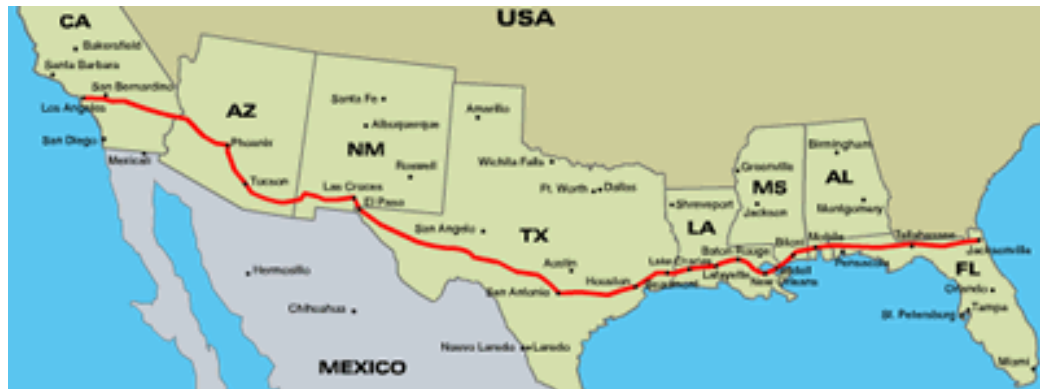 USA
CA
Bakersfield
Santa Barbara
San Bernardino
Los Angeles
San Diego
Mexicali
AZ
Phoenix
Tucson
Santa Fe
Albuquerque
NM
Roswell
Las Cruces
El Paso
Amarillo
Wichita Falls
Ft. Worth
Dallas
San Angelo
TX
Austin
San Antonio
Houston
Beaumont
Nuevo Laredo
Laredo
Shreveport
LA
Lake Charles
Lafayette
Baton Rouge
New Orleans
Slidell
Greenville
MS
Jackson
Biloxi
Birmingham
AL
Montgomery
Mobile
Pensacola
Tallahassee
Jacksonville
FL
Orlando
Tampa
St. Petersburg
Miami
Hermosillo
Chihuahua
MEXICO